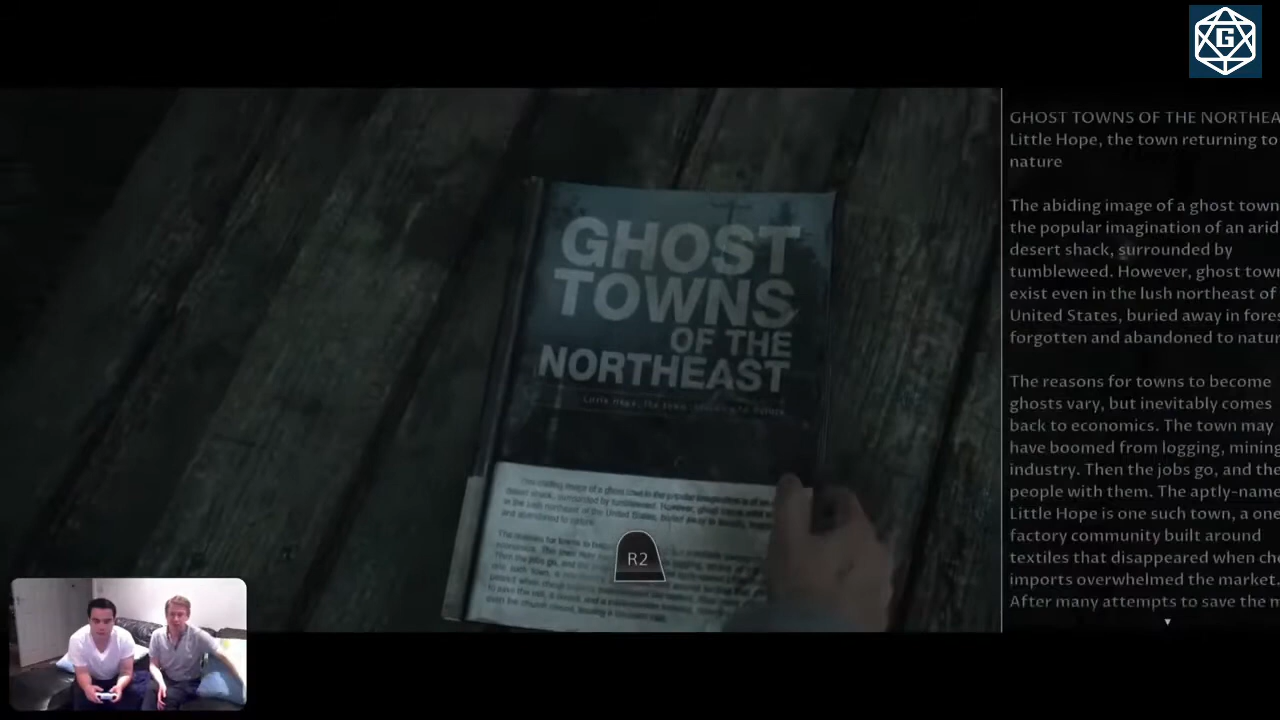 G
GHOST
TOWNS
OF THE
NORTHEAST
R2
GHOST TOWNS OF THE NORTHEA
Little Hope, the town returning to
nature
The abiding image of a ghost town
the popular imagination of an arid
desert shack, surrounded by
tumbleweed. However, ghost tow
exist even in the lush northeast of
United States, buried away in fores
forgotten and abandoned to natur
The reasons for towns to become
ghosts vary, but inevitably comes
back to economics. The town may
have boomed from logging, mining
industry. Then the jobs go, and the
people with them. The aptly-name
Little Hope is one such town, a one
factory community built around
textiles that disappeared when che
imports overwhelmed the market.
After many attempts to save the m